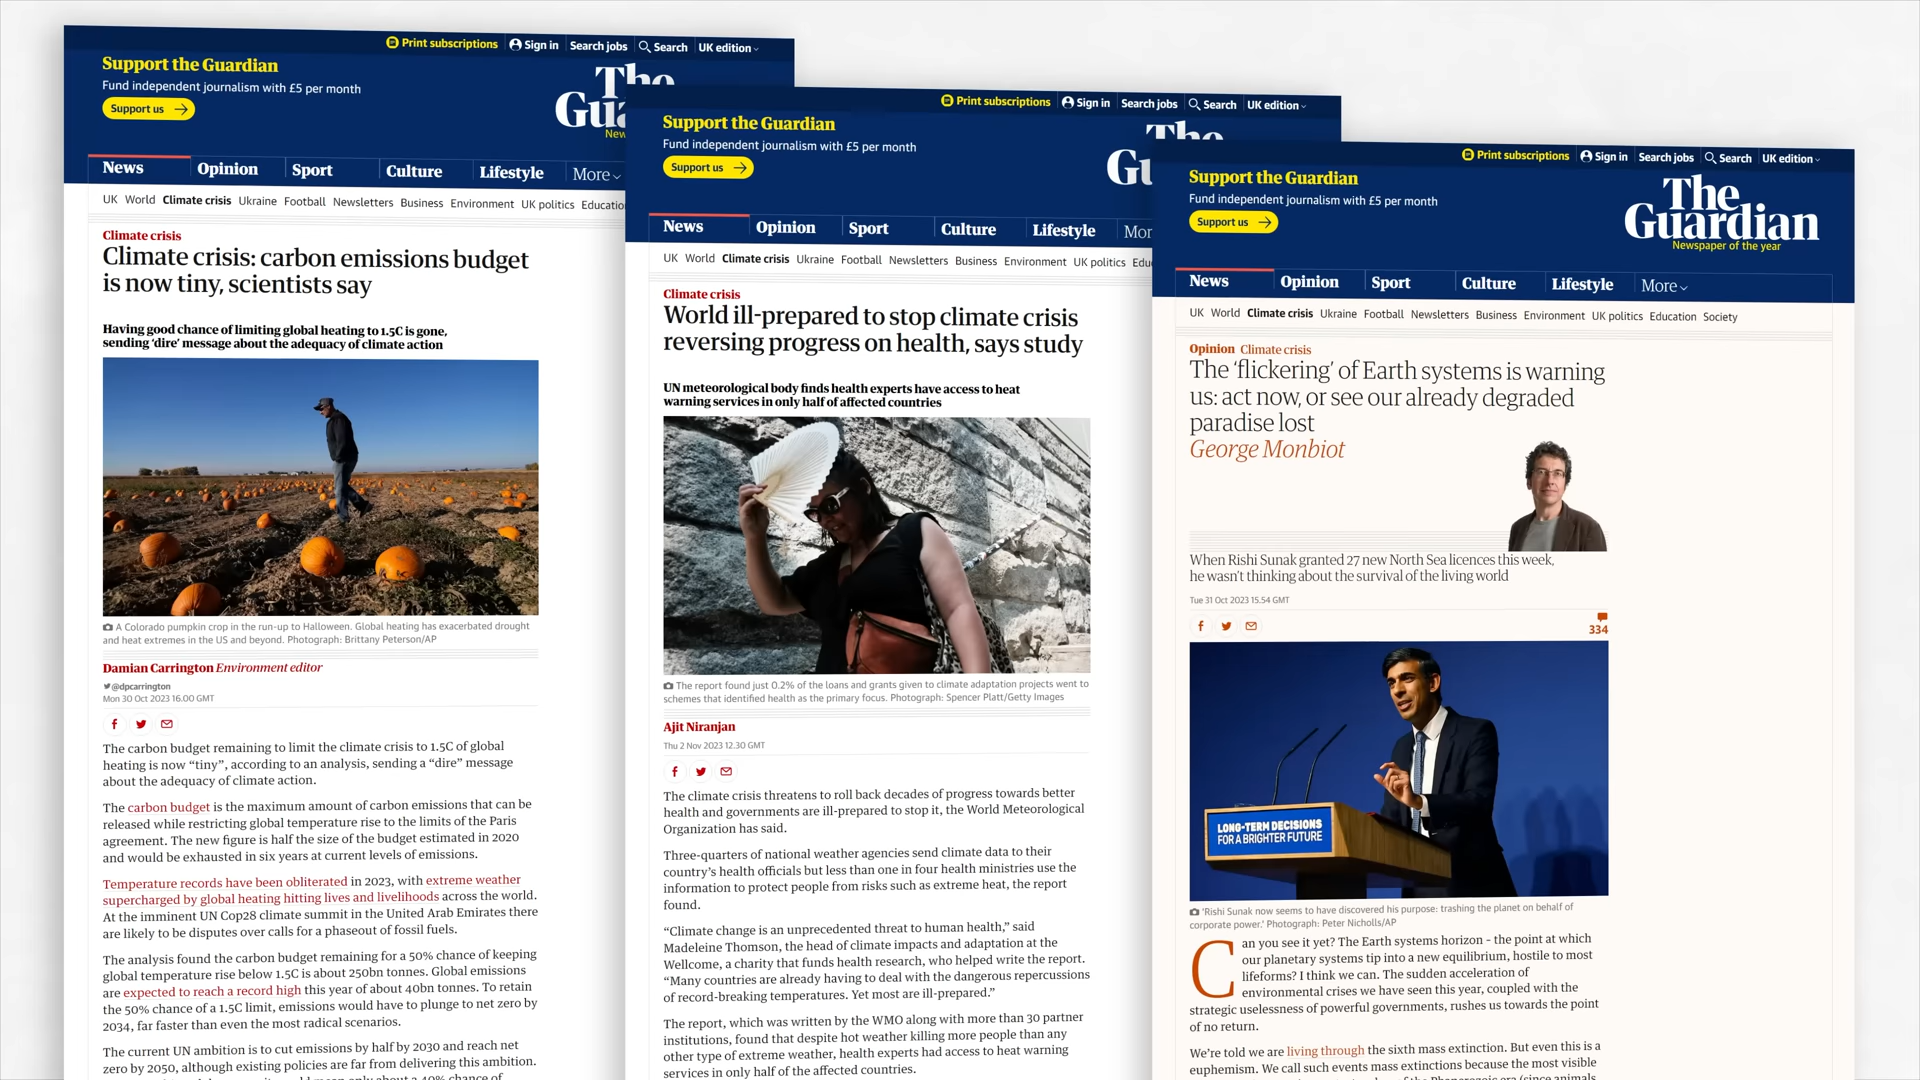 Print subscriptions Sign in Search jobs Search UK edition
Support the Guardian
Fund independent journalism with £5 per month
Support us
The
News Opinion Sport Culture Lifestyle More
UK World Climate crisis Ukraine Football Newsletters Business Environment UK politics
Climate crisis
Climate crisis: carbon emissions budget
is now tiny, scientists say
Having good chance of limiting global heating to 1.5C is gone,
sending ‘dire’ message about the adequacy of climate action
A Colorado pumpkin crop in the run-up to Halloween. Global heating has exacerbated drought
and heat extremes in the US and beyond. Photograph: Brittany Peterson/AP
Damian Carrington Environment editor
@dpcarrington
Mon 30 Oct 2023 16.00 GMT
The carbon budget remaining to limit the climate crisis to 1.5C of global
heating is now “tiny”, according to an analysis, sending a “dire” message
about the adequacy of climate action.
The carbon budget is the maximum amount of carbon emissions that can be
released while restricting global temperature rise to the limits of the Paris
agreement. The new figure is half the size of the budget estimated in 2020
and would be exhausted in six years at current levels of emissions.
Temperature records have been obliterated in 2023, with extreme weather
supercharged by global heating hitting lives and livelihoods across the world.
At the imminent UN Cop28 climate summit in the United Arab Emirates there
are likely to be disputes over calls for a phaseout of fossil fuels.
The analysis found the carbon budget remaining for a 50% chance of keeping
global temperature rise below 1.5C is about 250bn tonnes. Global emissions
are expected to reach a record high this year of about 40bn tonnes. To retain
the 50% chance of a 1.5C limit, emissions would have to plunge to net zero by
2034, far faster than even the most radical scenarios.
The current UN ambition is to cut emissions by half by 2030 and reach net
zero by 2050, although existing policies are far from delivering this ambition.
Print subscriptions Sign in Search jobs Search UK edition
Support the Guardian
Fund independent journalism with £5 per month
Support us
The
News Opinion Sport Culture Lifestyle
UK World Climate crisis Ukraine Football Newsletters Business Environment UK politics
Climate crisis
World ill-prepared to stop climate crisis
reversing progress on health, says study
UN meteorological body finds health experts have access to heat
warning services in only half of affected countries
The report found just 0.2% of the loans and grants given to climate adaptation projects went to
schemes that identified health as the primary focus. Photograph: Spencer Platt/Getty Images
Ajit Niranjan
Thu 2 Nov 2023 12.30 GMT
The climate crisis threatens to roll back decades of progress towards better
health and governments are ill-prepared to stop it, the World Meteorological
Organization has said.
Three-quarters of national weather agencies send climate data to their
country’s health officials but less than one in four health ministries use the
information to protect people from risks such as extreme heat, the report
found.
“Climate change is an unprecedented threat to human health,” said
Madeleine Thomson, the head of climate impacts and adaptation at the
Wellcome, a charity that funds health research, who helped write the report.
“Many countries are already having to deal with the dangerous repercussions
of record-breaking temperatures. Yet most are ill-prepared.”
The report, which was written by the WMO along with more than 30 partner
institutions, found that despite hot weather killing more people than any
other type of extreme weather, health experts had access to heat warning
services in only half of the affected countries.
Print subscriptions Sign in Search jobs Search UK edition
Support the Guardian
Fund independent journalism with £5 per month
Support us
The
Guardian
Newspaper of the year
News Opinion Sport Culture Lifestyle More
UK World Climate crisis Ukraine Football Newsletters Business Environment UK politics Education Society
Opinion Climate crisis
The ‘flickering’ of Earth systems is warning
us: act now, or see our already degraded
paradise lost
George Monbiot
When Rishi Sunak granted 27 new North Sea licences this week,
he wasn’t thinking about the survival of the living world
Tue 31 Oct 2023 15.54 GMT
334
LONG-TERM DECISIONS
FOR A BRIGHTER FUTURE
‘Rishi Sunak now seems to have discovered his purpose: trashing the planet on behalf of
corporate power.’ Photograph: Peter Nicholls/AP
Can you see it yet? The Earth systems horizon – the point at which
our planetary systems tip into a new equilibrium, hostile to most
lifeforms? I think we can. The sudden acceleration of
environmental crises we have seen this year, coupled with the
strategic uselessness of powerful governments, rushes us towards the point
of no return.
We’re told we are living through the sixth mass extinction. But even this is a
euphemism. We call such events mass extinctions because the most visible